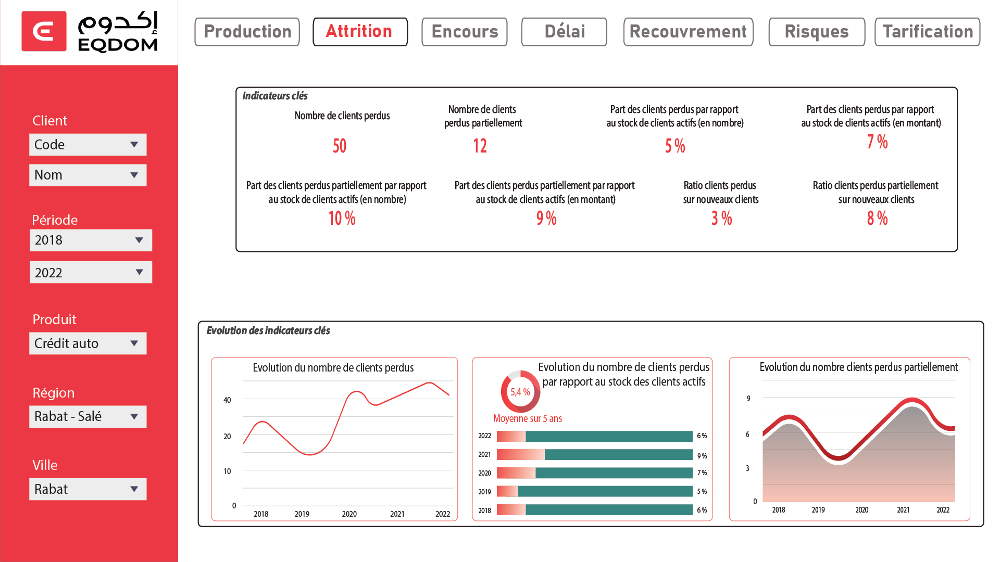 إكدوم
EQDOM
Production
Attrition
Encours
Délai
Recouvrement
Risques
Tarification
Client
Code
Nom
Période
2018
2022
Produit
Crédit auto
Région
Rabat - Salé
Ville
Rabat
Indicateurs clés
Nombre de clients perdus
50
Nombre de clients
perdus partiellement
12
Part des clients perdus par rapport
au stock de clients actifs (en nombre)
5 %
Part des clients perdus par rapport
au stock de clients actifs (en montant)
7 %
Part des clients perdus partiellement par rapport
au stock de clients actifs (en nombre)
10 %
Part des clients perdus partiellement par rapport
au stock de clients actifs (en montant)
9 %
Ratio clients perdus
sur nouveaux clients
3 %
Ratio clients perdus partiellement
sur nouveaux clients
8 %
Evolution des indicateurs clés
Evolution du nombre de clients perdus
40
20
10
0
2018 2019 2020 2021 2022
Evolution du nombre de clients perdus
par rapport au stock des clients actifs
5,4 %
Moyenne sur 5 ans
2022 6 %
2021 9 %
2020 7 %
2019 5 %
2018 6 %
Evolution du nombre clients perdus partiellement
9
6
3
0
2018 2019 2020 2021 2022